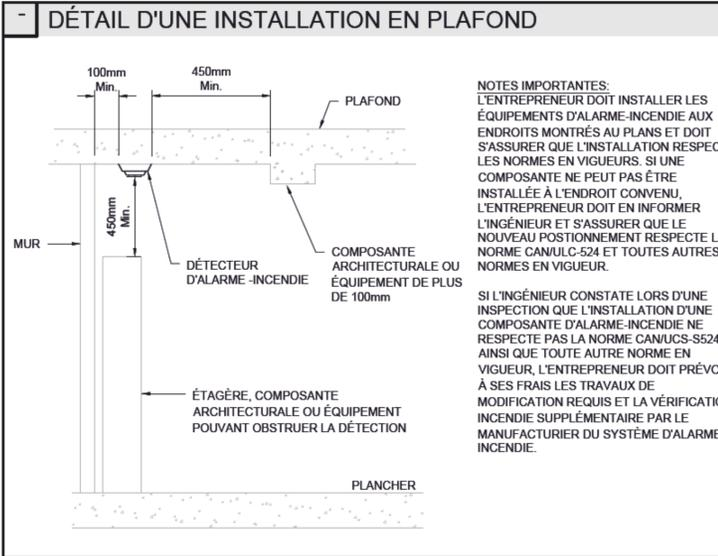 - DÉTAIL D'UNE INSTALLATION EN PLAFOND
100mm
Min.
450mm
Min.
PLAFOND
450mm
Min.
MUR
DÉTECTEUR
D'ALARME -INCENDIE
COMPOSANTE
ARCHITECTURALE OU
ÉQUIPEMENT DE PLUS
DE 100mm
ÉTAGÈRE, COMPOSANTE
ARCHITECTURALE OU ÉQUIPEMENT
POUVANT OBSTRUER LA DÉTECTION
PLANCHER
NOTES IMPORTANTES:
L'ENTREPRENEUR DOIT INSTALLER LES
ÉQUIPEMENTS D'ALARME-INCENDIE AUX
ENDROITS MONTRÉS AU PLANS ET DOIT
S'ASSURER QUE L'INSTALLATION
LES NORMES EN VIGUEURS. SI UNE
COMPOSANTE NE PEUT PAS ÊTRE
INSTALLÉE À L'ENDROIT CONVENU,
L'ENTREPRENEUR DOIT EN INFORMER
L'INGÉNIEUR ET S'ASSURER QUE LE
NOUVEAU POSTIONNEMENT RESPECTE
NORME CAN/ULC-524 ET TOUTES AUTRES
NORMES EN VIGUEUR.
SI L'INGÉNIEUR CONSTATE LORS D'UNE
INSPECTION QUE L'INSTALLATION D'UNE
COMPOSANTE D'ALARME-INCENDIE NE
RESPECTE PAS LA NORME CAN/UCS-S524
AINSI QUE TOUTE AUTRE NORME EN
VIGUEUR, L'ENTREPRENEUR DOIT
À SES FRAIS LES TRAVAUX DE
MODIFICATION REQUIS ET LA
INCENDIE SUPPLÉMENTAIRE PAR LE
MANUFACTURIER DU SYSTÈME D'ALARME
INCENDIE.